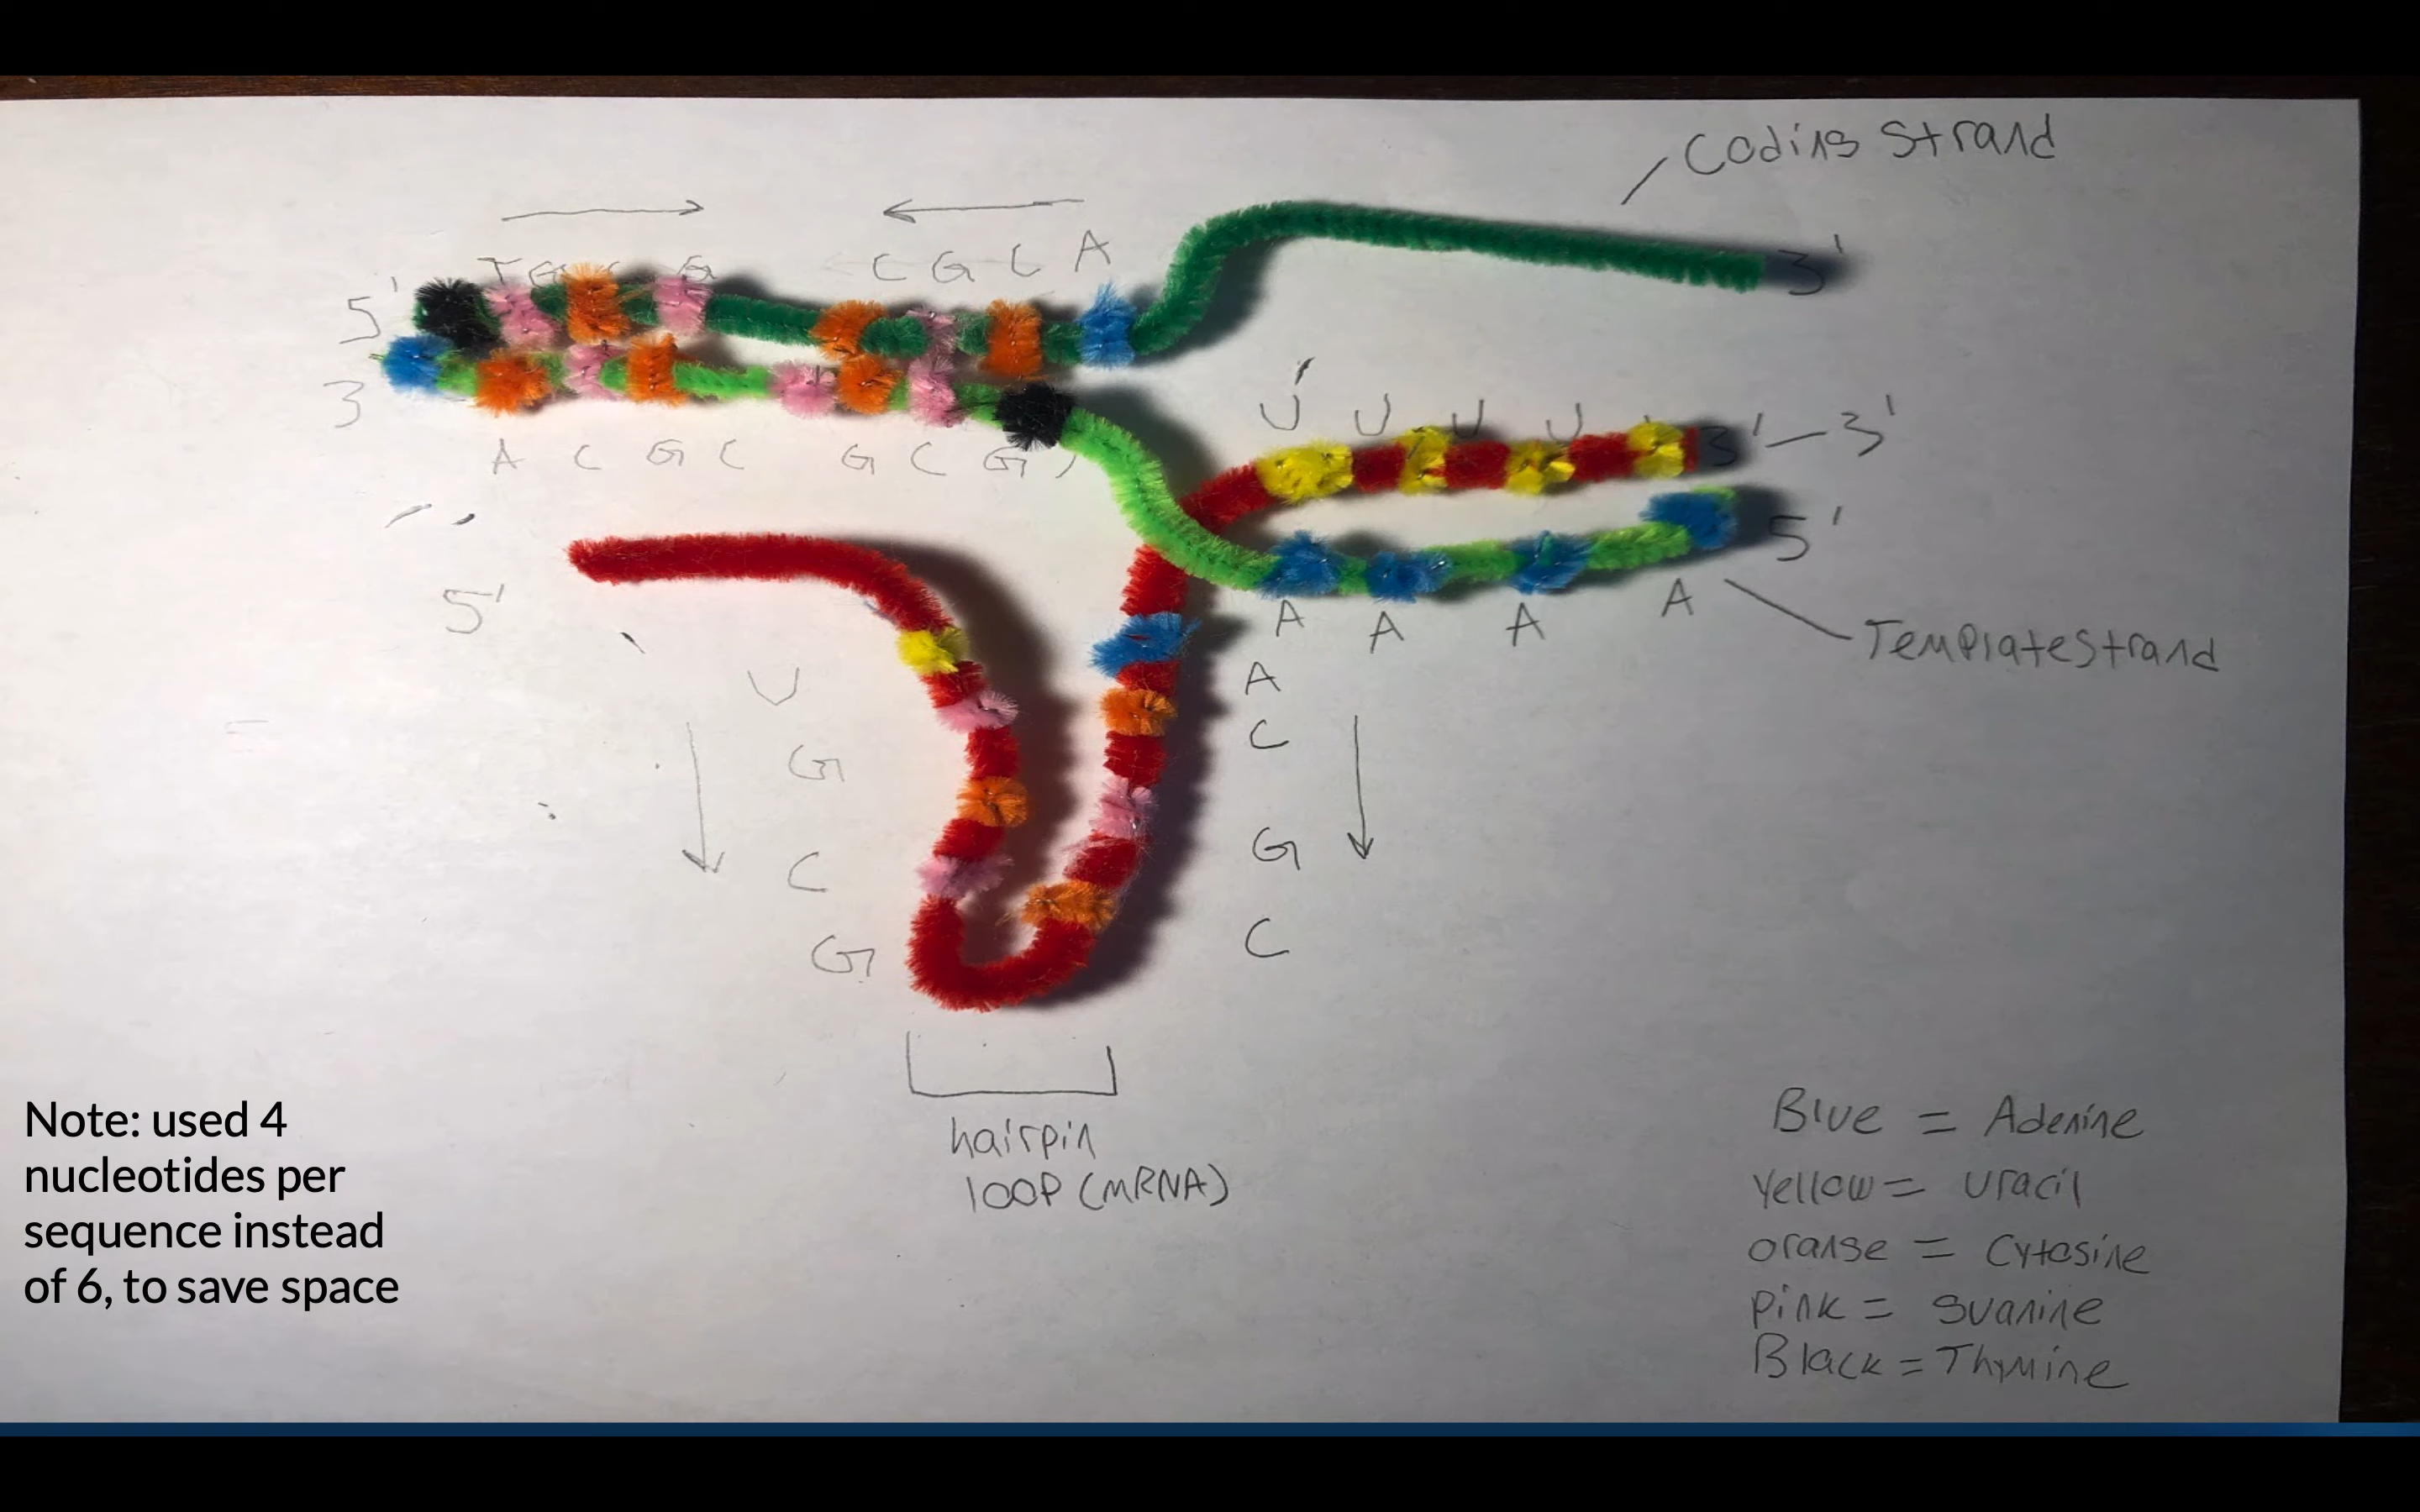 Coding Strand
T G C G C G C A
5' 3'
3
A C G C G C G
U U U U
3' — 3'
5'
A A A A
Template strand
5'
U A
G C
C G
G C
hairpin
loop (mRNA)
Note: used 4
nucleotides per
sequence instead
of 6, to save space
Blue = Adenine
Yellow = Uracil
orange = Cytosine
Pink = guanine
Black = Thymine